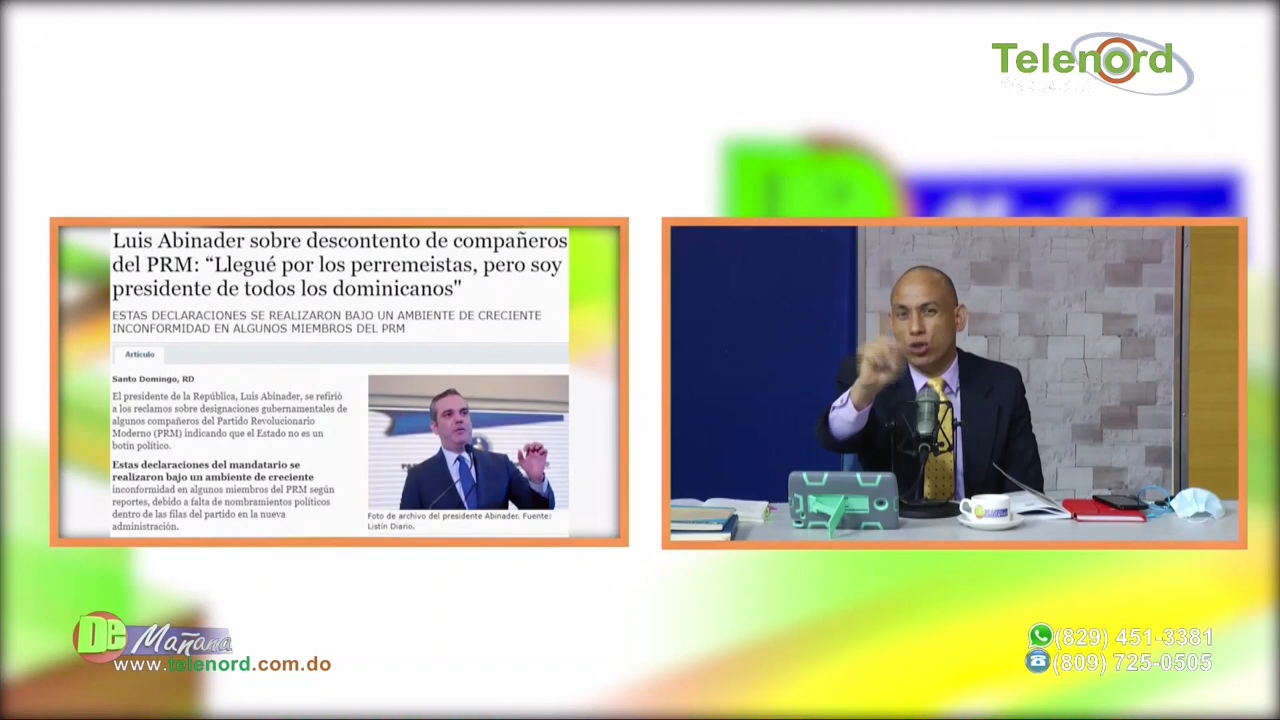 Telenord
Luis Abinader sobre descontento de compañeros
del PRM: “Llegué por los perremeistas, pero soy
presidente de todos los dominicanos"
ESTAS DECLARACIONES SE REALIZARON BAJO UN AMBIENTE DE CRECIENTE
INCONFORMIDAD EN ALGUNOS MIEMBROS DEL PRM
Artículo
Santo Domingo, RD
El presidente de la República, Luis Abinader, se refirió
a los reclamos sobre designaciones gubernamentales de
algunos compañeros del Partido Revolucionario
Moderno (PRM) indicando que el Estado no es un
botín político.
Estas declaraciones del mandatario se
realizaron bajo un ambiente de creciente
inconformidad en algunos miembros del PRM según
reportes, debido a falta de nombramientos políticos
dentro de las filas del partido en la nueva
administración.
Foto de archivo del presidente Abinader. Fuente:
Listín Diario.
De Mañana
www.telenord.com.do
(829) 451-3381
(809) 725-0505